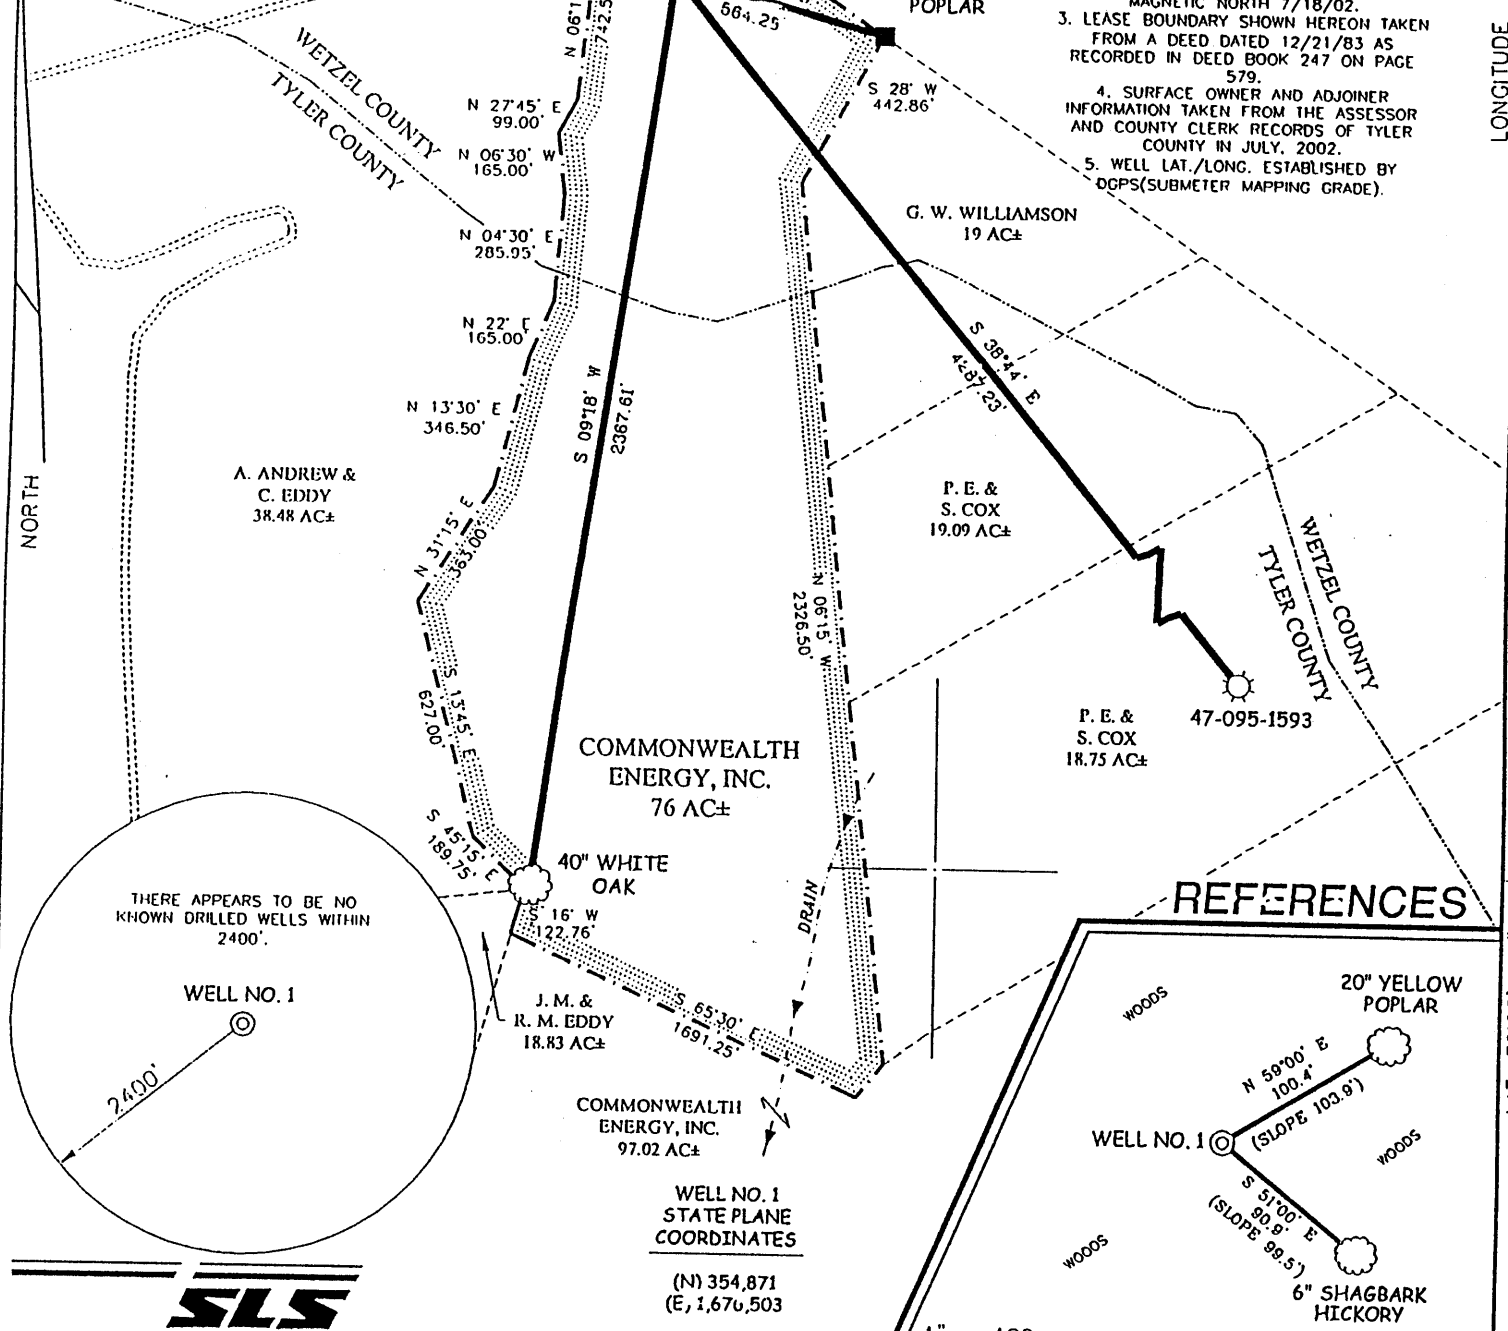 MAGNETIC NORTH 7/18/02.
3. LEASE BOUNDARY SHOWN HEREON TAKEN
FROM A DEED DATED 12/21/83 AS
RECORDED IN DEED BOOK 247 ON PAGE
579.
4. SURFACE OWNER AND ADJOINER
INFORMATION TAKEN FROM THE ASSESSOR
AND COUNTY CLERK RECORDS OF TYLER
COUNTY IN JULY, 2002.
5. WELL LAT./LONG. ESTABLISHED BY
DGPS(SUBMETER MAPPING GRADE).
LONGITUDE
POPLAR
564.25'
S 28° W
442.86'
WETZEL COUNTY
TYLER COUNTY
N 27°45' E
99.00'
N 06°30' W
165.00'
N 04°30' E
285.95'
N 22° E
165.00'
N 13°30' E
346.50'
N 31°15' E
363.00'
S 13°45' E
627.00'
S 45°15' E
189.75'
S 09°18' W
2367.61'
G. W. WILLIAMSON
19 AC±
S 38°44' E
4287.23'
A. ANDREW &
C. EDDY
38.48 AC±
NORTH
P. E. &
S. COX
19.09 AC±
N 06°15' W
2326.50'
WETZEL COUNTY
TYLER COUNTY
47-095-1593
P. E. &
S. COX
18.75 AC±
COMMONWEALTH
ENERGY, INC.
76 AC±
40" WHITE
OAK
S 16° W
122.76'
DRAIN
S 65°30' E
1691.25'
J. M. &
R. M. EDDY
18.83 AC±
COMMONWEALTH
ENERGY, INC.
97.02 AC±
THERE APPEARS TO BE NO
KNOWN DRILLED WELLS WITHIN
2400'.
WELL NO. 1
2400'
WELL NO. 1
STATE PLANE
COORDINATES
(N) 354,871
(E, 1,670,503
SLS
REFERENCES
WOODS
20" YELLOW
POPLAR
N 59°00' E
100.4'
(SLOPE 103.9')
WELL NO. 1
WOODS
S 51°00' E
90.9'
(SLOPE 99.5')
WOODS
6" SHAGBARK
HICKORY